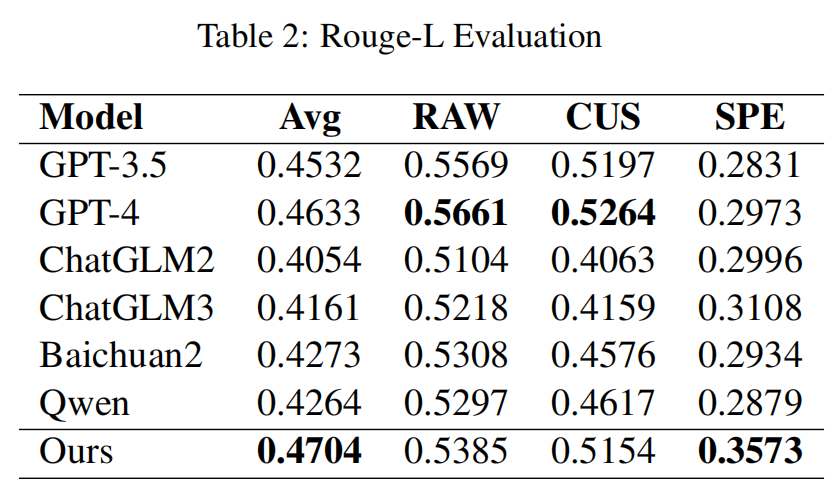 Table 2: Rouge-L Evaluation
Model Avg RAW CUS SPE
GPT-3.5 0.4532 0.5569 0.5197 0.2831
GPT-4 0.4633 0.5661 0.5264 0.2973
ChatGLM2 0.4054 0.5104 0.4063 0.2996
ChatGLM3 0.4161 0.5218 0.4159 0.3108
Baichuan2 0.4273 0.5308 0.4576 0.2934
Qwen 0.4264 0.5297 0.4617 0.2879
Ours 0.4704 0.5385 0.5154 0.3573